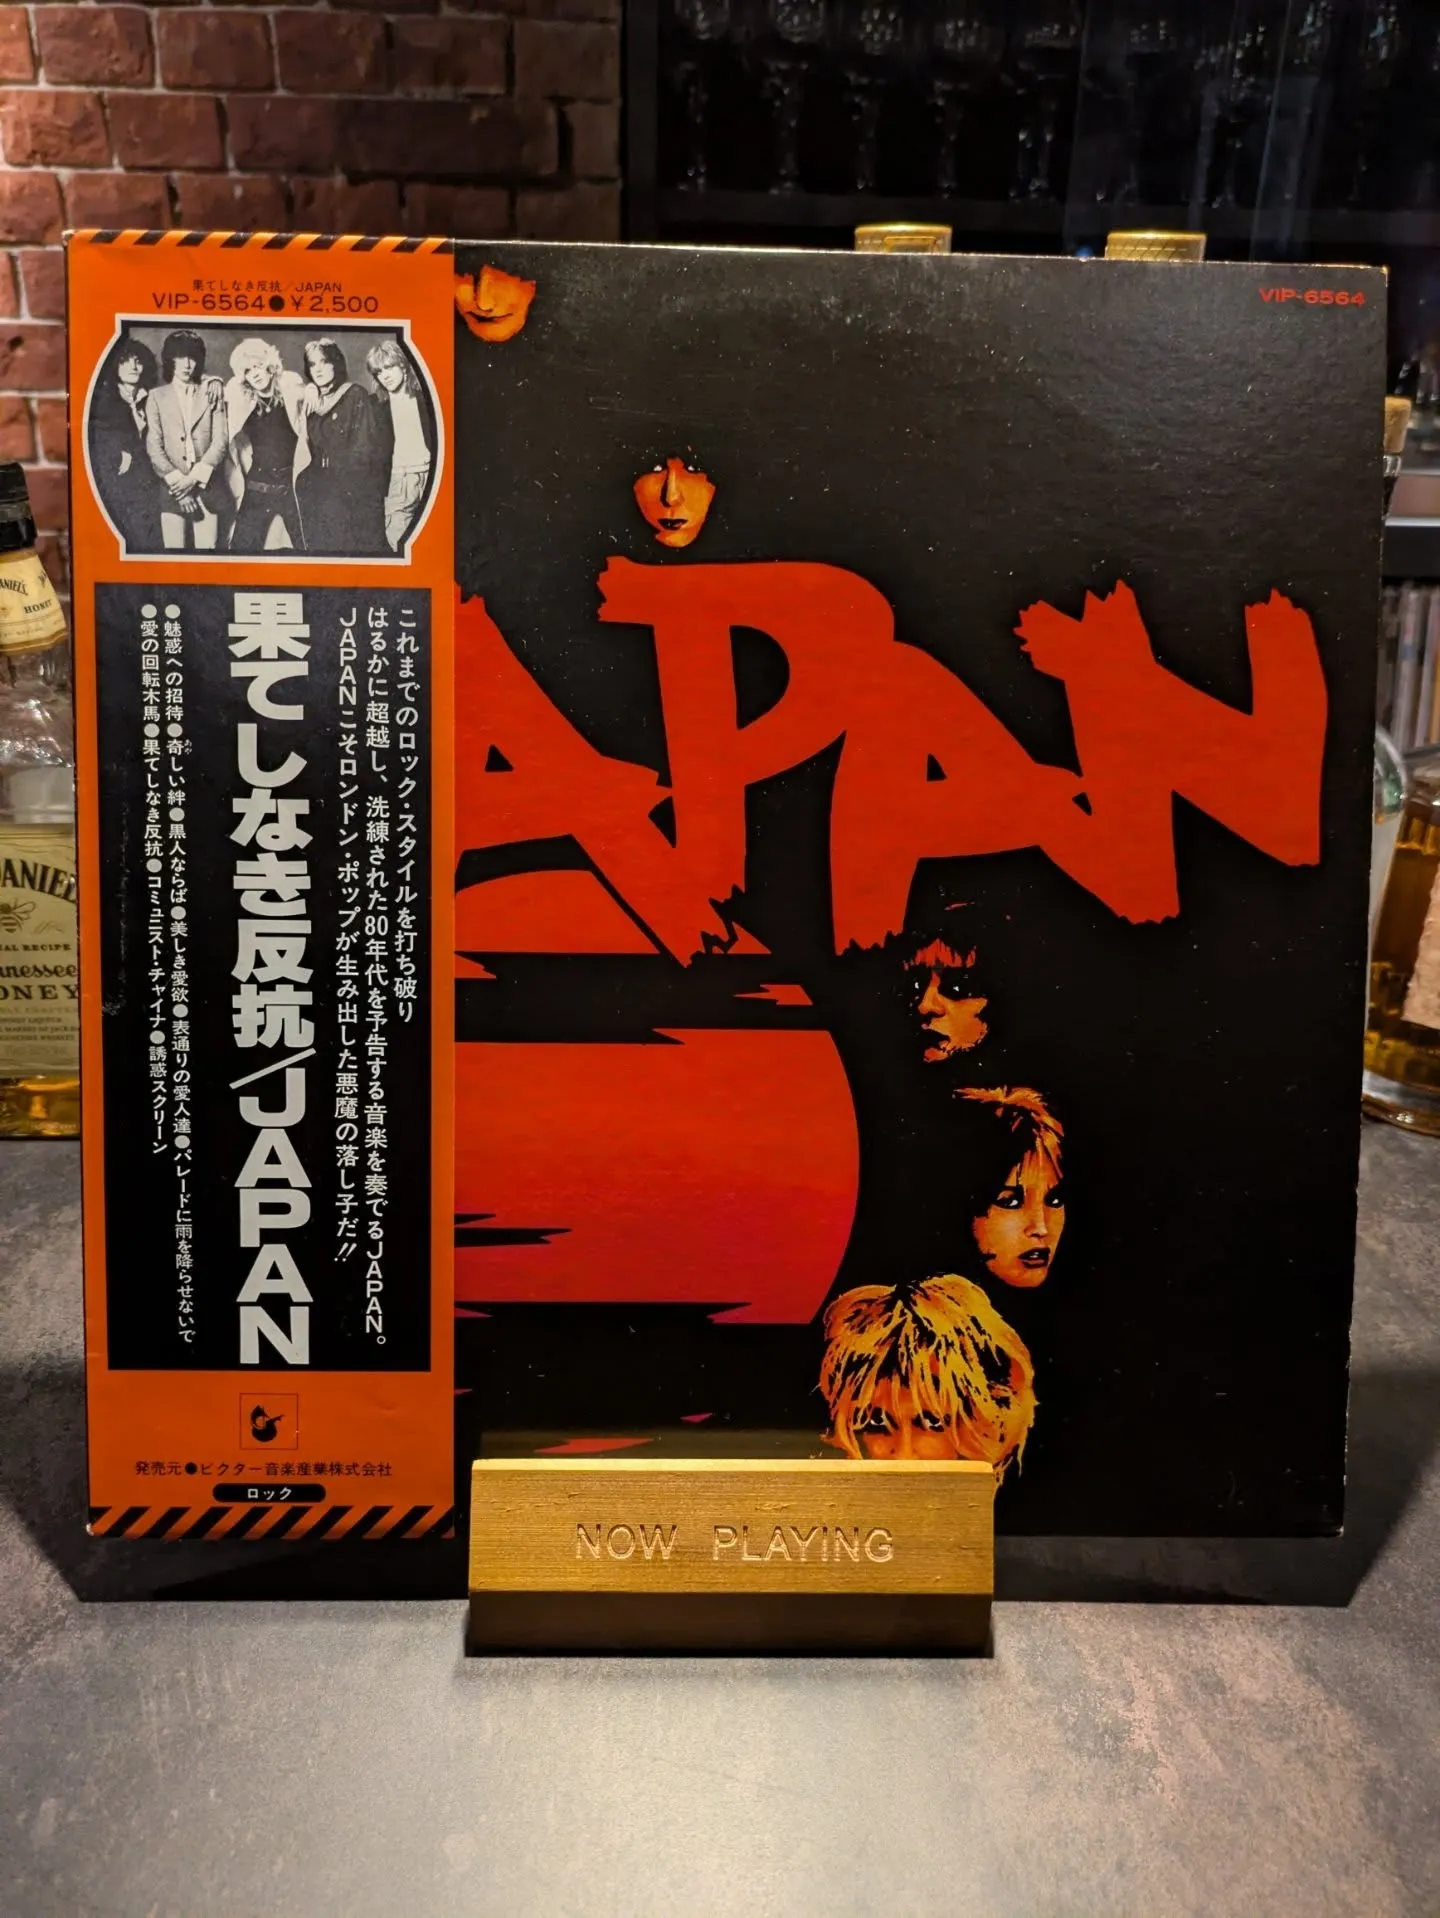 果てしなき反抗/JAPAN
VIP-6564●￥2,500
これまでのロック・スタイルを打ち破り
はるかに超越し、洗練された80年代を予告する音楽を奏でるJAPAN。
JAPANこそロンドン・ポップが生み出した悪魔の落し子だ!!
果てしなき反抗/JAPAN
●魅惑への招待●奇しい絆●黒人ならば●美しき愛欲●表通りの愛人達●パレードに雨を降らせないで
あや
●愛の回転木馬●果てしなき反抗●コミュニスト・チャイナ●誘惑スクリーン
発売元●ビクター音楽産業株式会社
ロック
VIP-6564
JAPAN
NOW PLAYING
HONEY